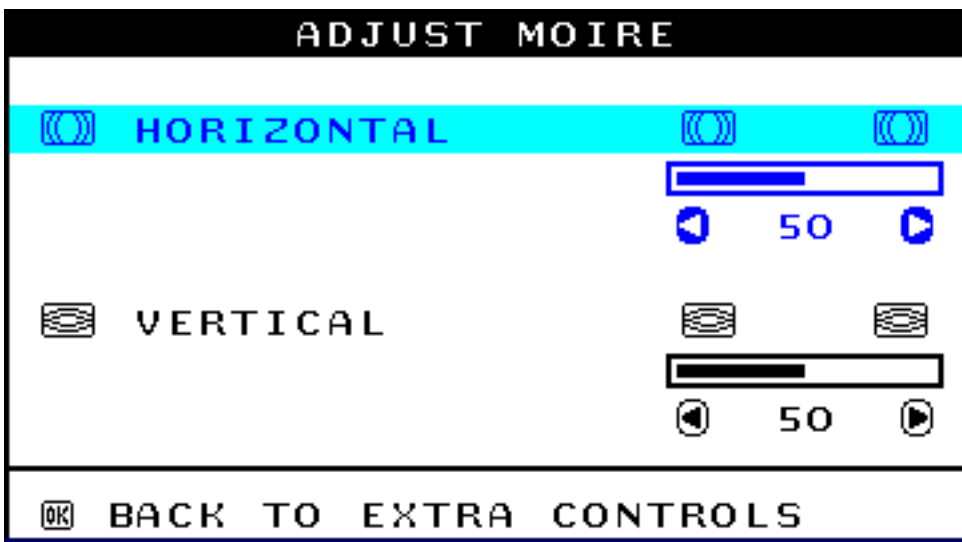 ADJUST MOIRE
HORIZONTAL
50
VERTICAL
50
OK BACK TO EXTRA CONTROLS